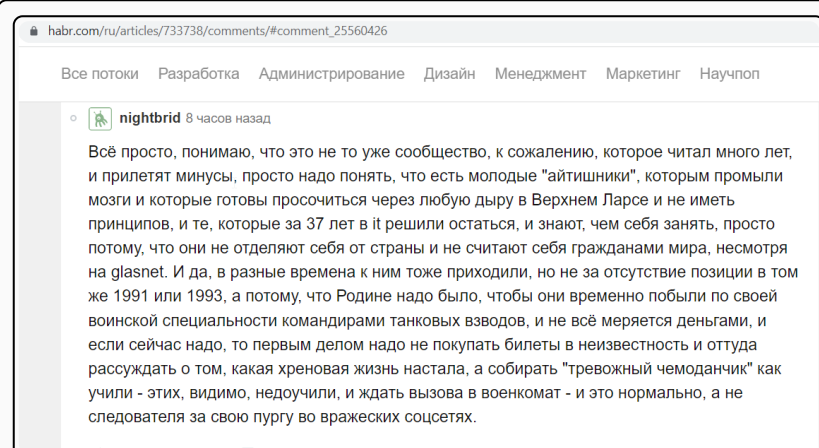 habr.com/ru/articles/733738/comments/#comment_25560426
Все потоки Разработка Администрирование Дизайн Менеджмент Маркетинг Научпоп
nightbrid 8 часов назад
Всё просто, понимаю, что это не то уже сообщество, к сожалению, которое читал много лет,
и прилетят минусы, просто надо понять, что есть молодые "айтишники", которым промыли
мозги и которые готовы просочиться через любую дыру в Верхнем Ларсе и не иметь
принципов, и те, которые за 37 лет в it решили остаться, и знают, чем себя занять, просто
потому, что они не отделяют себя от страны и не считают себя гражданами мира, несмотря
на glasnet. И да, в разные времена к ним тоже приходили, но не за отсутствие позиции в том
же 1991 или 1993, а потому, что Родине надо было, чтобы они временно побыли по своей
воинской специальности командирами танковых взводов, и не всё меряется деньгами, и
если сейчас надо, то первым делом надо не покупать билеты в неизвестность и оттуда
рассуждать о том, какая хреновая жизнь настала, а собирать "тревожный чемоданчик" как
учили - этих, видимо, недоучили, и ждать вызова в военкомат - и это нормально, а не
следователя за свою пургу во вражеских соцсетях.